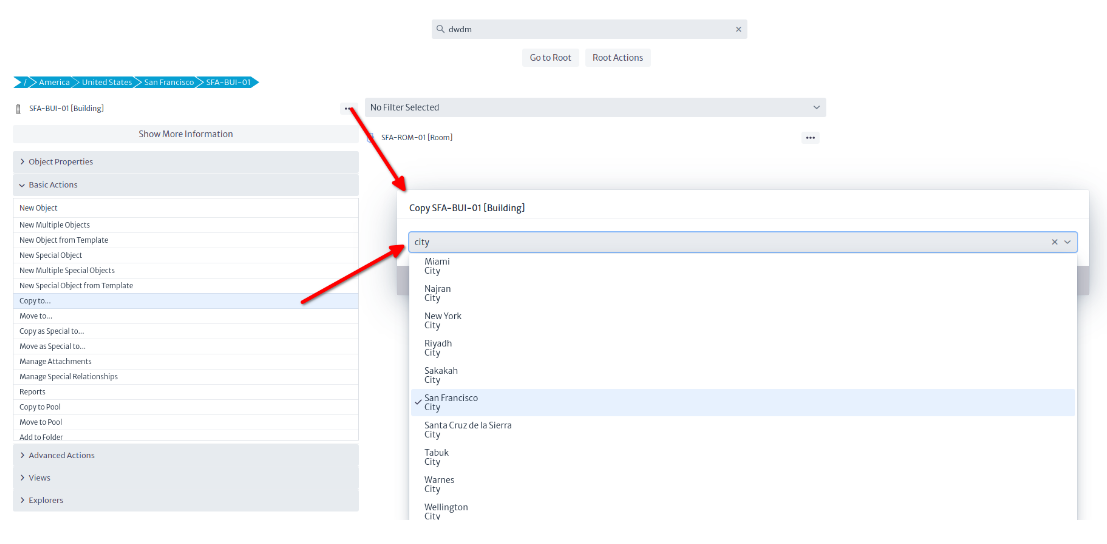 dwdm
Go to Root
Root Actions
/ America United States San Francisco SFA-BUI-01
SFA-BUI-01 [Building]
Show More Information
Object Properties
Basic Actions
New Object
New Multiple Objects
New Object from Template
New Special Object
New Multiple Special Objects
New Special Object from Template
Copy to...
Move to...
Copy as Special to...
Move as Special to...
Manage Attachments
Manage Special Relationships
Reports
Copy to Pool
Move to Pool
Add to Folder
Advanced Actions
Views
Explorers
No Filter Selected
SFA-ROM-01 [Room]
Copy SFA-BUI-01 [Building]
city
Miami
City
Najran
City
New York
City
Riyadh
City
Sakakah
City
San Francisco
City
Santa Cruz de la Sierra
City
Tabuk
City
Warnes
City
Wellington
City